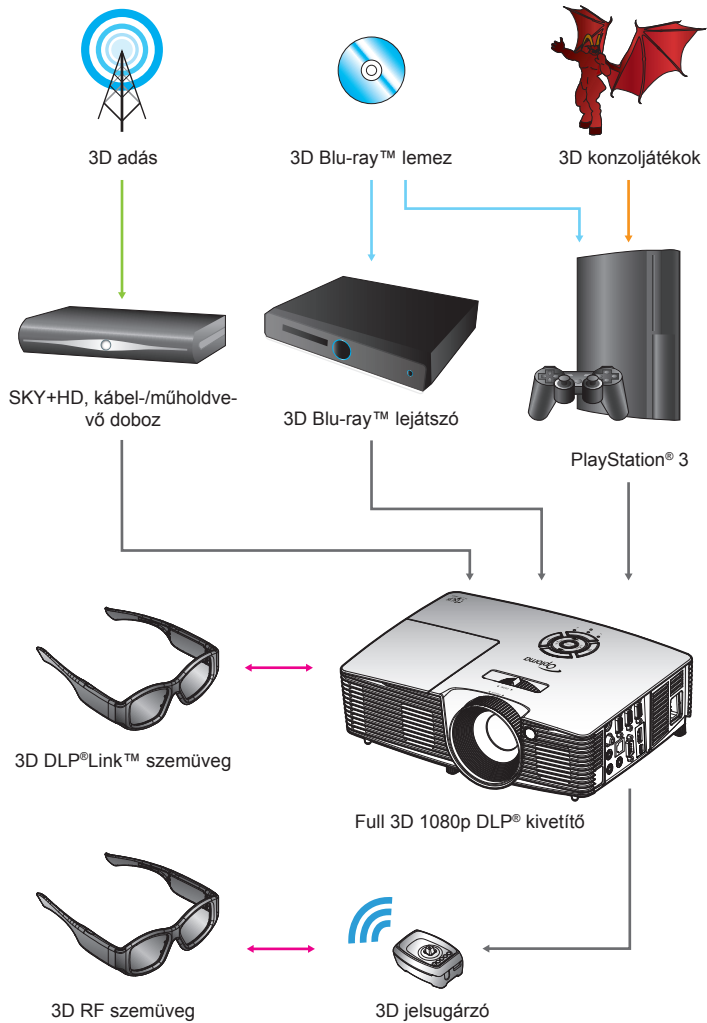 3D adás
3D Blu-ray™ lemez
3D konzoljátékok
SKY+HD, kábel-/műholdve-
vő doboz
3D Blu-ray™ lejátszó
PlayStation® 3
Optoma
3D DLP®Link™ szemüveg
Full 3D 1080p DLP® kivetítő
3D RF szemüveg
3D jelsugárzó